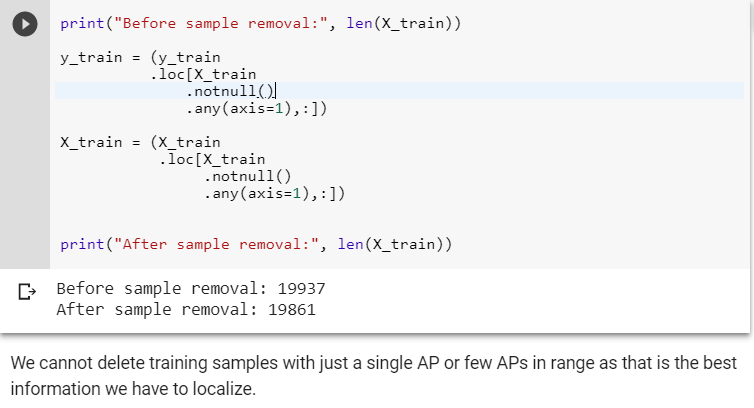 print("Before sample removal:", len(X_train))
y_train = (y_train
.loc[X_train
.notnull()
.any(axis=1),:])
X_train = (X_train
.loc[X_train
.notnull()
.any(axis=1),:])
print("After sample removal:", len(X_train))
Before sample removal: 19937
After sample removal: 19861
We cannot delete training samples with just a single AP or few APs in range as that is the best
information we have to localize.